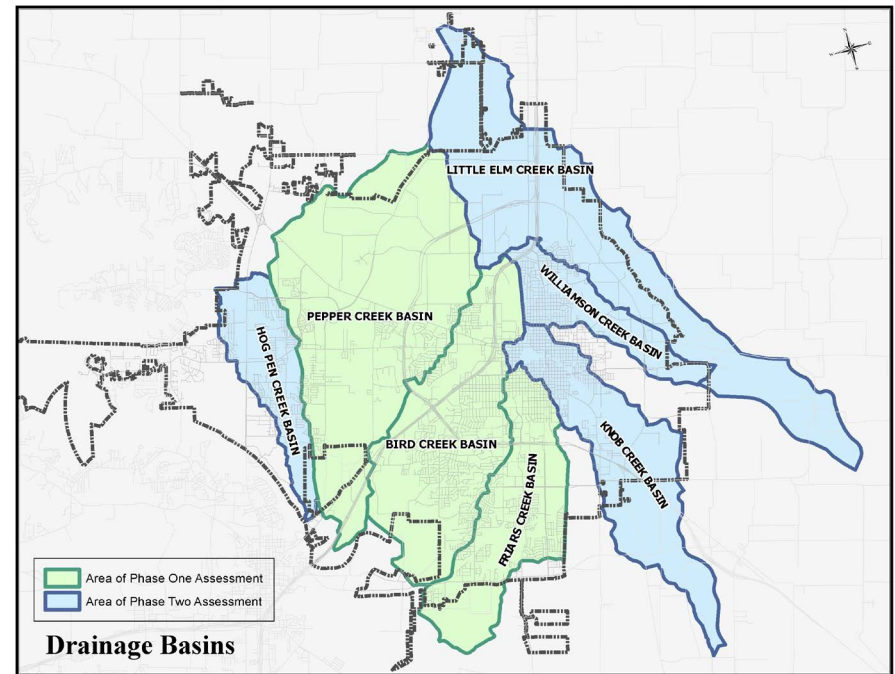 LITTLE ELM CREEK BASIN
WILLIAMSON CREEK BASIN
PEPPER CREEK BASIN
HOG PEN CREEK BASIN
BIRD CREEK BASIN
KNOB CREEK BASIN
FRIARS CREEK BASIN
Area of Phase One Assessment
Area of Phase Two Assessment
Drainage Basins